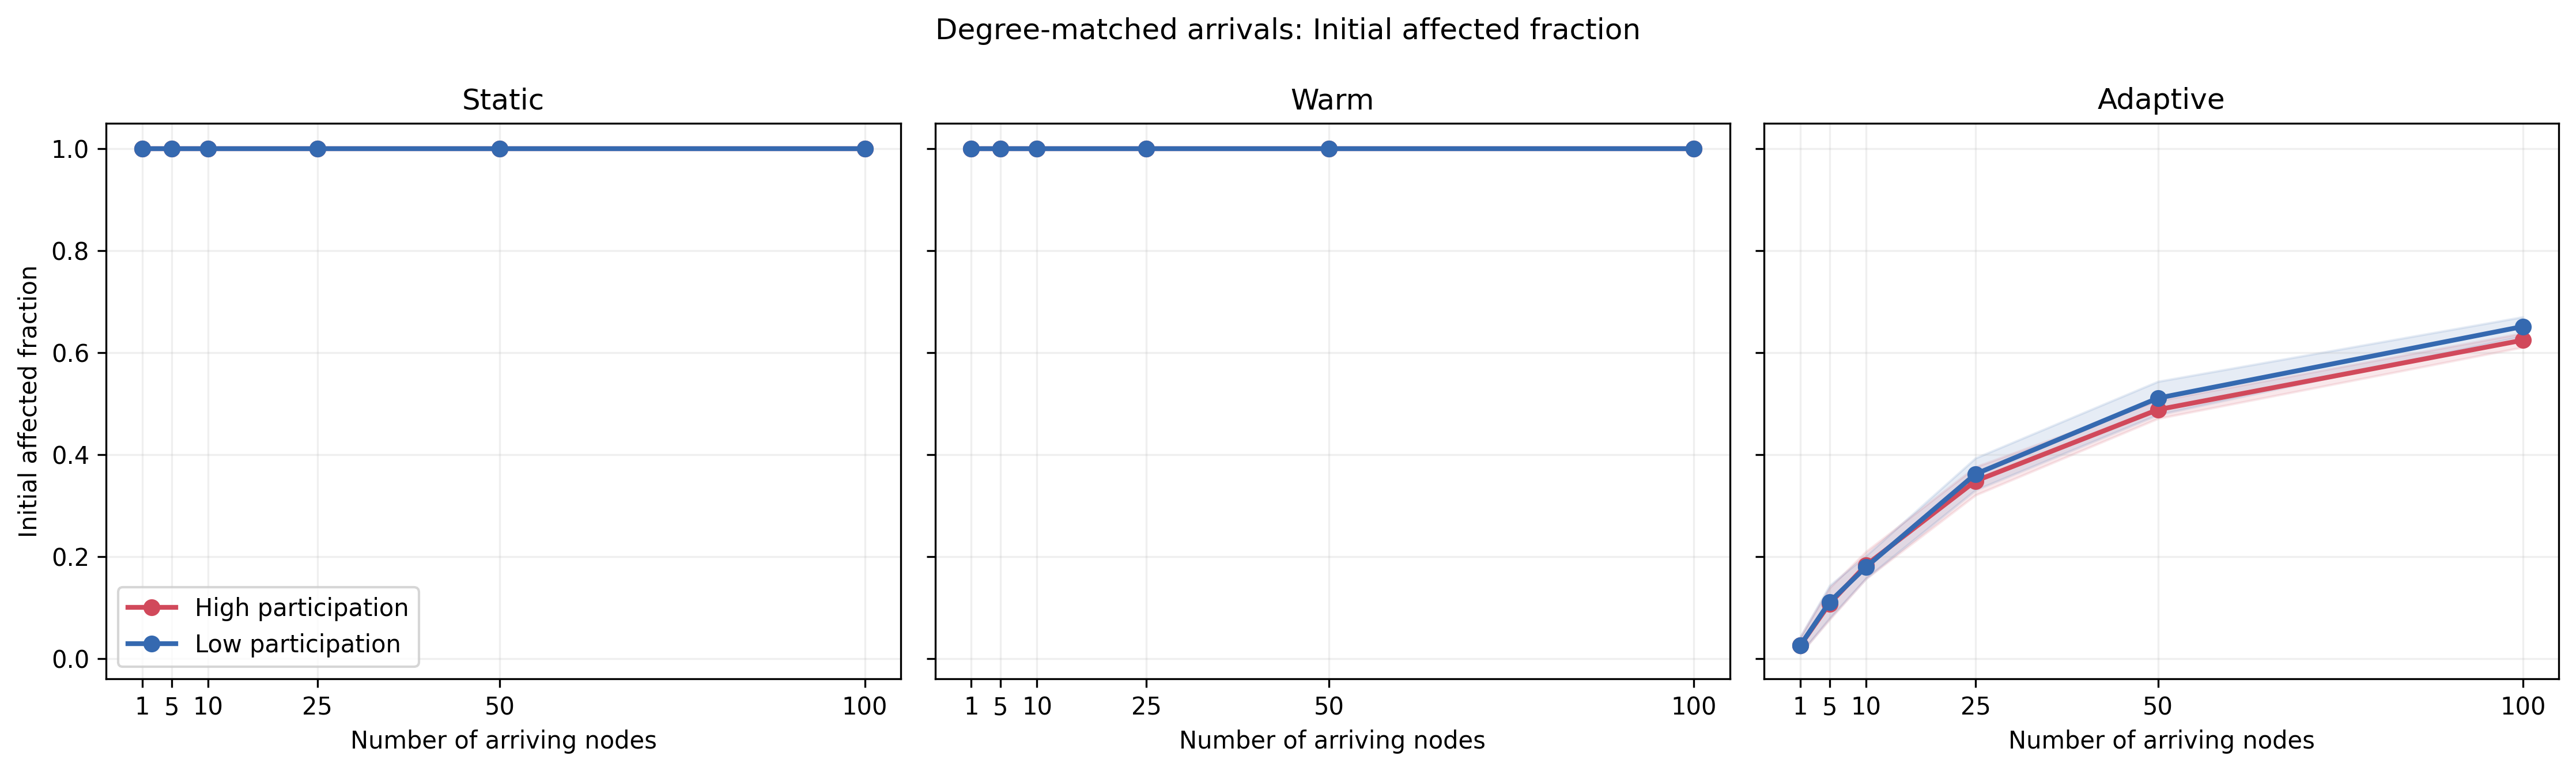 Degree-matched arrivals: Initial affected fraction
Static
Warm
Adaptive
Initial affected fraction
1.0
0.8
0.6
0.4
0.2
0.0
High participation
Low participation
1 5 10 25 50 100
1 5 10 25 50 100
1 5 10 25 50 100
Number of arriving nodes
Number of arriving nodes
Number of arriving nodes